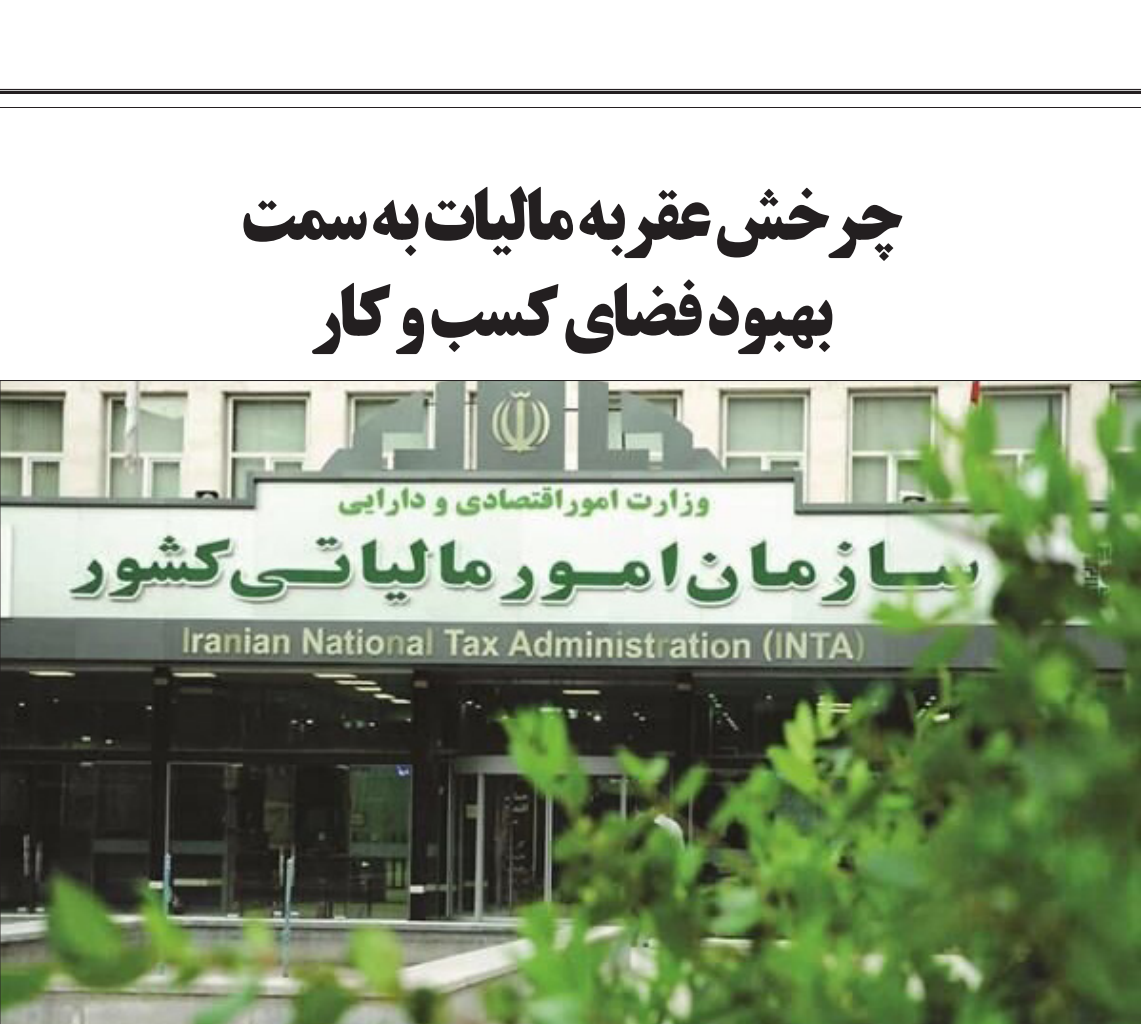 چرخش عقربه مالیات به سمت
بهبود فضای کسب و کار
وزارت امور اقتصادی و دارایی
سازمان امور مالیاتی کشور
Iranian National Tax Administration (INTA)